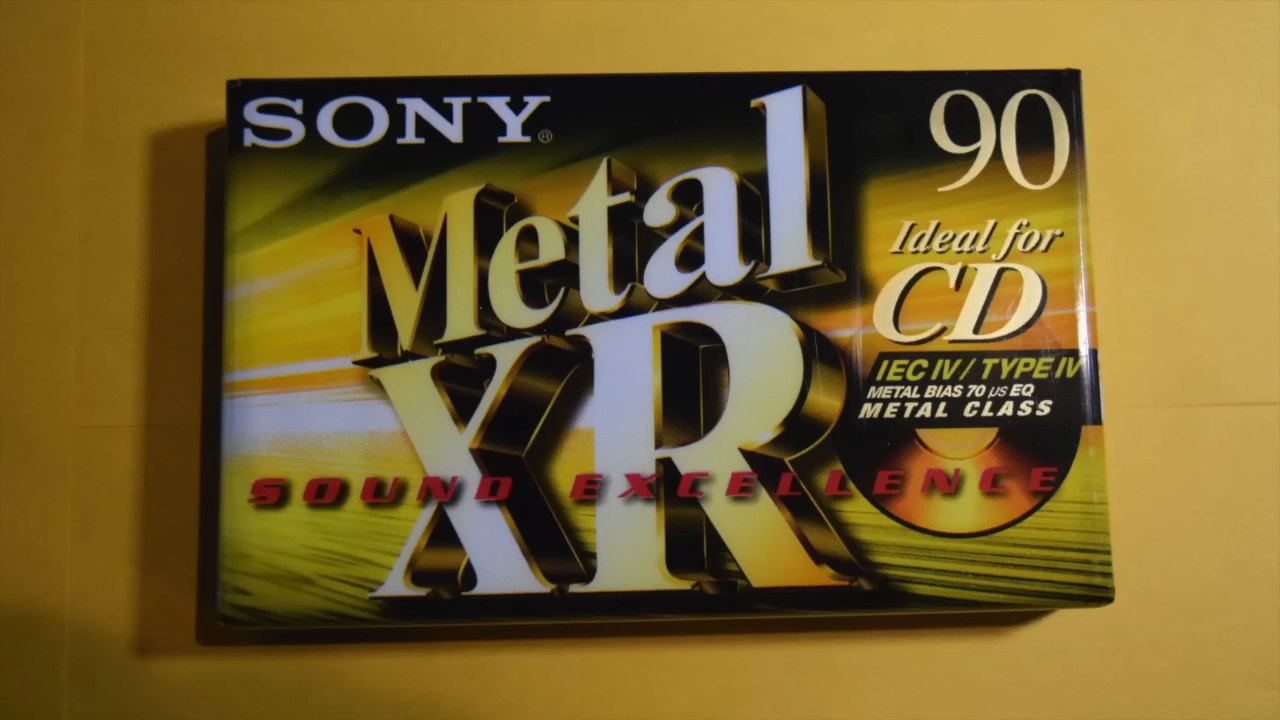 SONY®
90
Metal
XR
Ideal for
CD
IEC IV / TYPE IV
METAL BIAS 70 µs EQ
METAL CLASS
SOUND EXCELLENCE